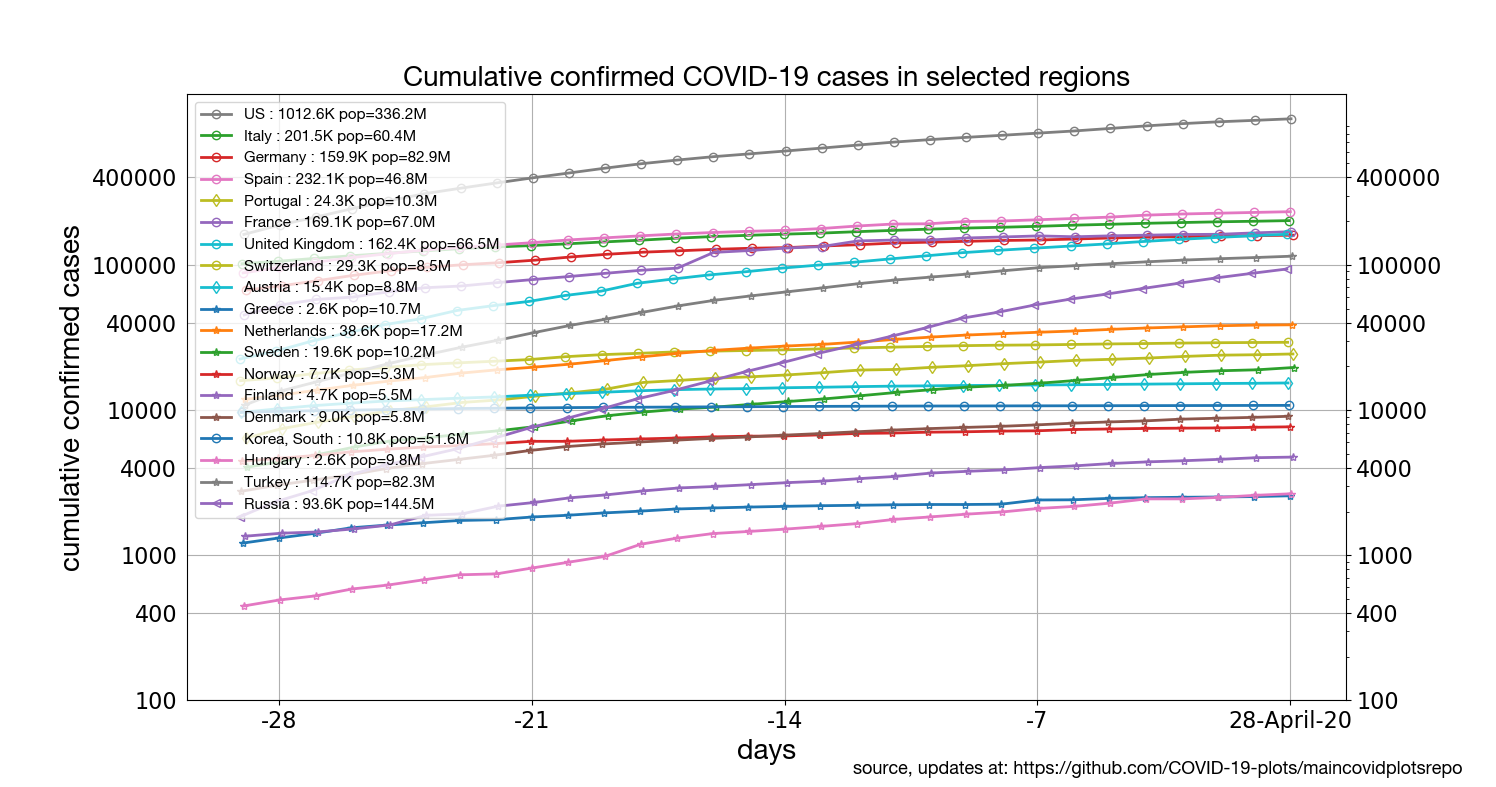 Cumulative confirmed COVID-19 cases in selected regions
US : 1012.6K pop=336.2M
Italy : 201.5K pop=60.4M
Germany : 159.9K pop=82.9M
Spain : 232.1K pop=46.8M
Portugal : 24.3K pop=10.3M
France : 169.1K pop=67.0M
United Kingdom : 162.4K pop=66.5M
Switzerland : 29.3K pop=8.5M
Austria : 15.4K pop=8.8M
Greece : 2.6K pop=10.7M
Netherlands : 38.6K pop=17.2M
Sweden : 19.6K pop=10.2M
Norway : 7.7K pop=5.3M
Finland : 4.7K pop=5.5M
Denmark : 9.0K pop=5.8M
Korea, South : 10.8K pop=51.6M
Hungary : 2.6K pop=9.8M
Turkey : 114.7K pop=82.3M
Russia : 93.6K pop=144.5M
cumulative confirmed cases
400000
100000
40000
10000
4000
1000
400
100
400000
100000
40000
10000
4000
1000
400
100
-28
-21
-14
-7
28-April-20
days
source, updates at: https://github.com/COVID-19-plots/maincovidplotsrepo